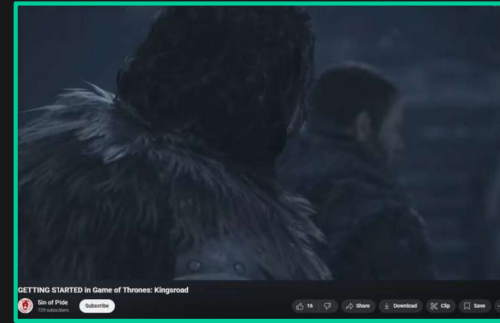 GETTING STARTED in Game of Thrones: Kingsroad
Sin of Pide
729 subscribers
Subscribe
16
Share
Download
Clip
Save